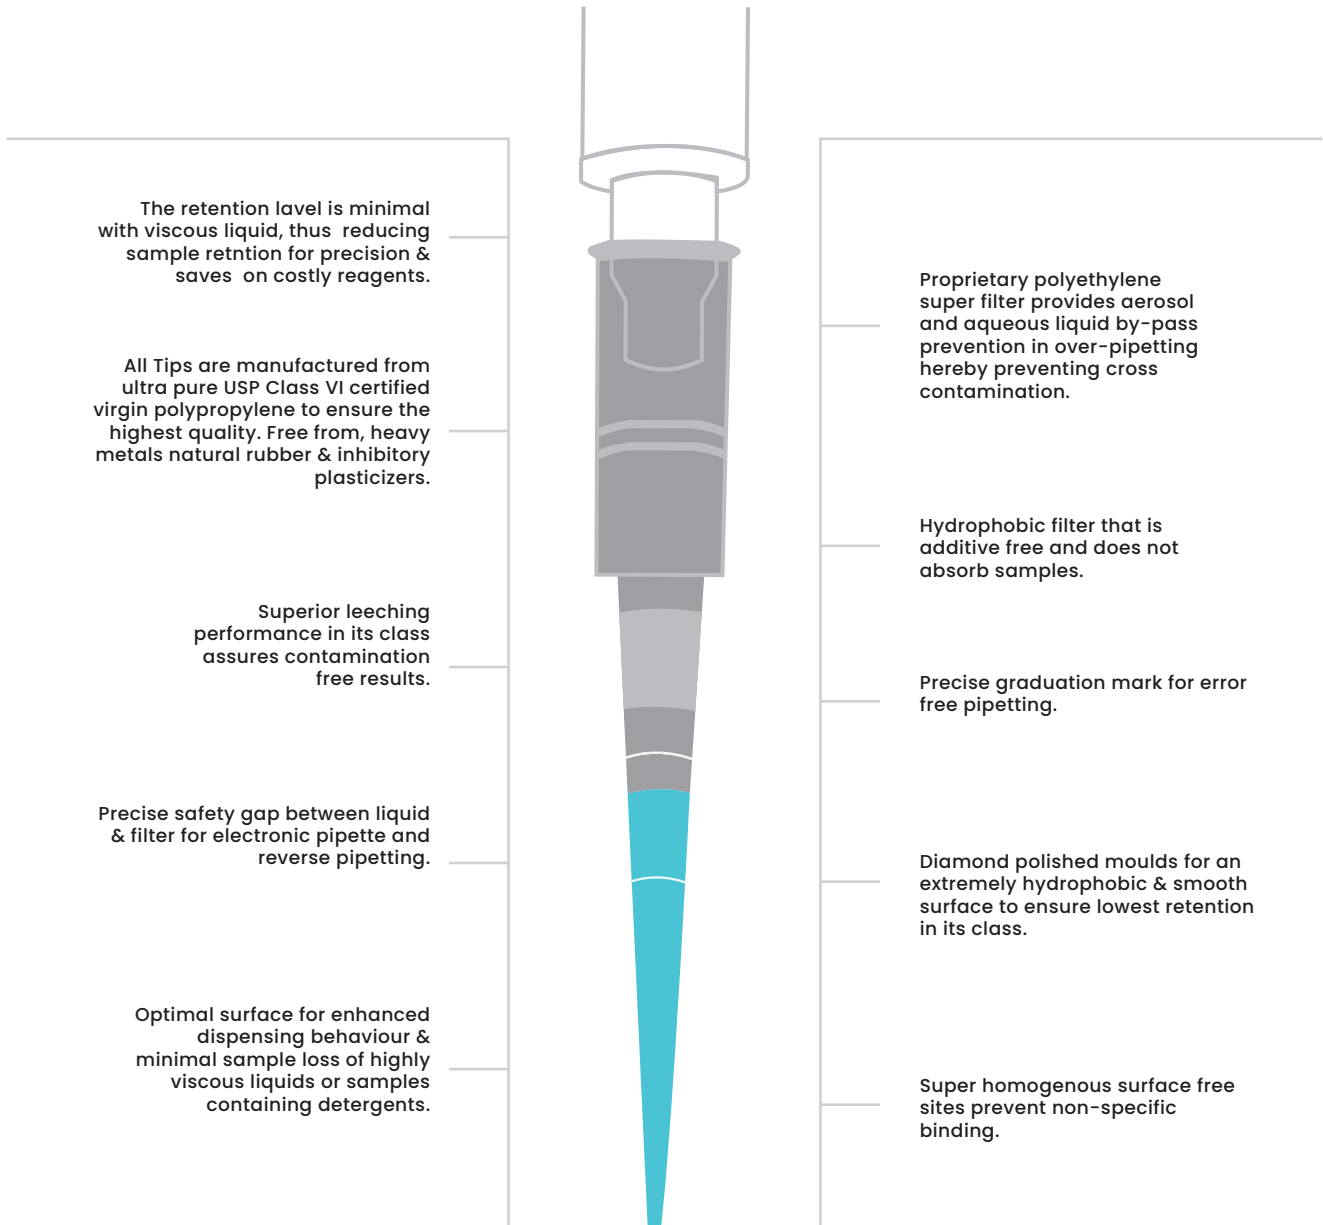 The retention lavel is minimal
with viscous liquid, thus reducing
sample retntion for precision &
saves on costly reagents.
All Tips are manufactured from
ultra pure USP Class VI certified
virgin polypropylene to ensure the
highest quality. Free from, heavy
metals natural rubber & inhibitory
plasticizers.
Superior leeching
performance in its class
assures contamination
free results.
Precise safety gap between liquid
& filter for electronic pipette and
reverse pipetting.
Optimal surface for enhanced
dispensing behaviour &
minimal sample loss of highly
viscous liquids or samples
containing detergents.
Proprietary polyethylene
super filter provides aerosol
and aqueous liquid by-pass
prevention in over-pipetting
hereby preventing cross
contamination.
Hydrophobic filter that is
additive free and does not
absorb samples.
Precise graduation mark for error
free pipetting.
Diamond polished moulds for an
extremely hydrophobic & smooth
surface to ensure lowest retention
in its class.
Super homogenous surface free
sites prevent non-specific
binding.